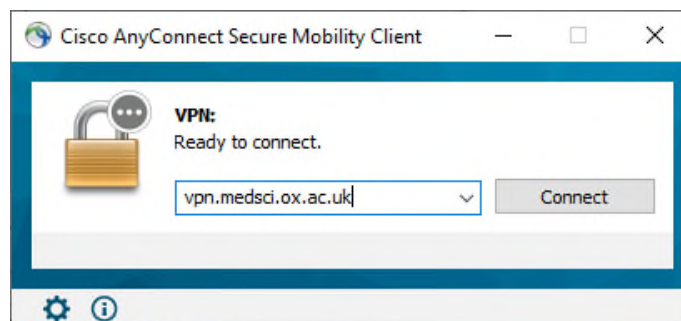 Cisco AnyConnect Secure Mobility Client
VPN:
Ready to connect.
vpn.medsci.ox.ac.uk
Connect